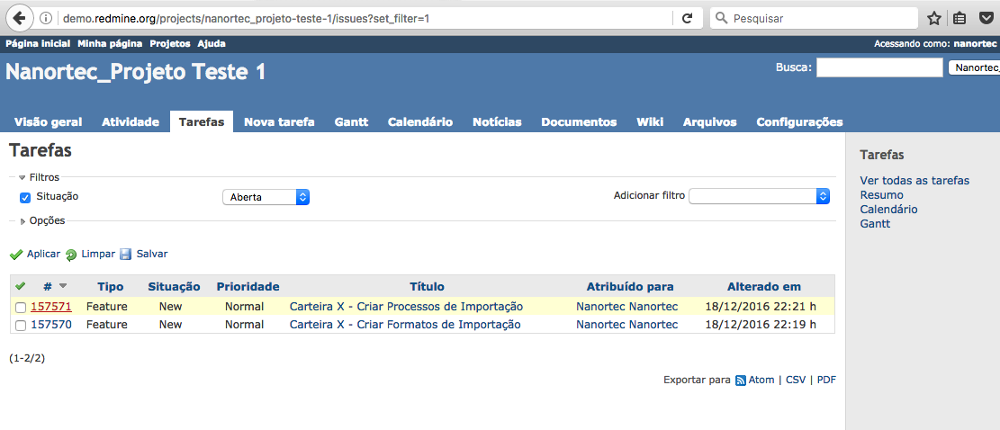 demo.redmine.org/projects/nanortec_projeto-teste-1/issues?set_filter=1 Pesquisar
Página inicial Minha página Projetos Ajuda Acessando como: nanortec
Nanortec_Projeto Teste 1 Busca: Nanortec_
Visão geral Atividade Tarefas Nova tarefa Gantt Calendário Notícias Documentos Wiki Arquivos Configurações
Tarefas
Filtros
Situação Aberta Adicionar filtro
Opções
Aplicar Limpar Salvar
# Tipo Situação Prioridade Título Atribuído para Alterado em
157571 Feature New Normal Carteira X - Criar Processos de Importação Nanortec Nanortec 18/12/2016 22:21 h
157570 Feature New Normal Carteira X - Criar Formatos de Importação Nanortec Nanortec 18/12/2016 22:19 h
(1-2/2)
Exportar para Atom | CSV | PDF
Tarefas
Ver todas as tarefas
Resumo
Calendário
Gantt